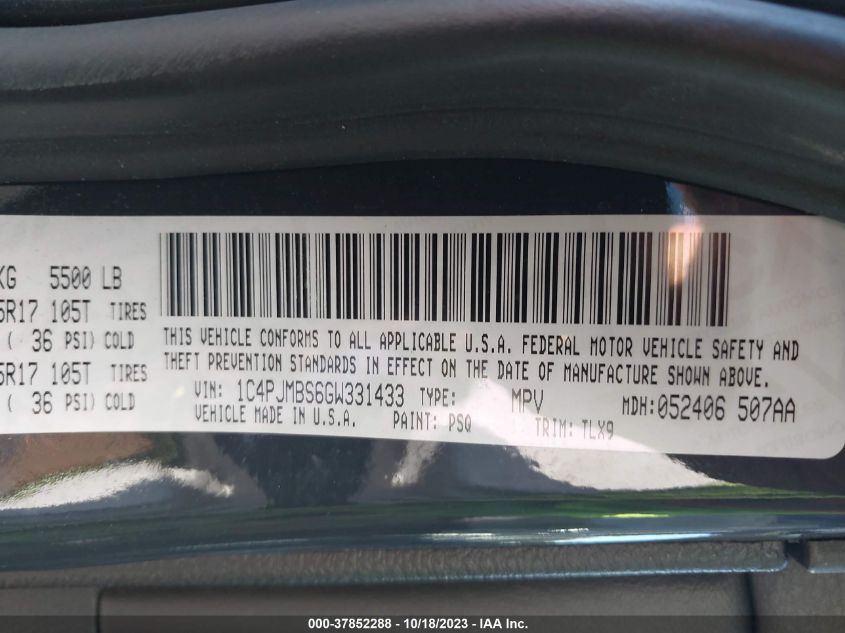 KG 5500 LB
5R17 105T TIRES
( 36 PSI) COLD
5R17 105T TIRES
( 36 PSI) COLD
THIS VEHICLE CONFORMS TO ALL APPLICABLE U.S.A. FEDERAL MOTOR VEHICLE SAFETY AND
THEFT PREVENTION STANDARDS IN EFFECT ON THE DATE OF MANUFACTURE SHOWN ABOVE.
VIN: 1C4PJMBS6GW331433 TYPE: MPV MDH:052406 507AA
VEHICLE MADE IN U.S.A. PAINT: PSQ TRIM: TLX9
000-37852288 - 10/18/2023 - IAA Inc.